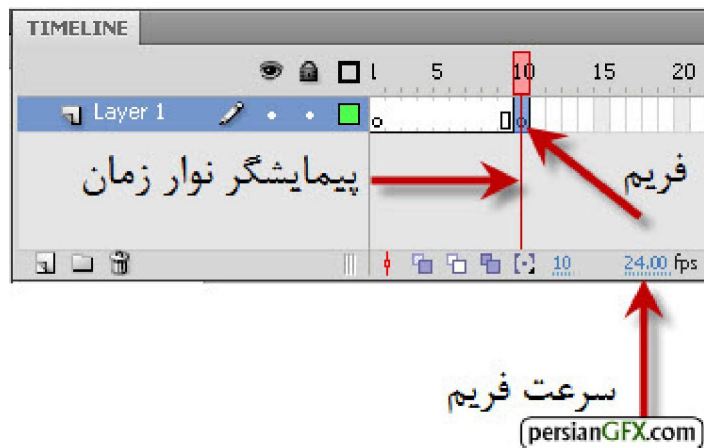 TIMELINE
1 5 10 15 20
Layer 1
پیمایشگر نوار زمان
فریم
10 24.00 fps
سرعت فریم
persianGFX.com